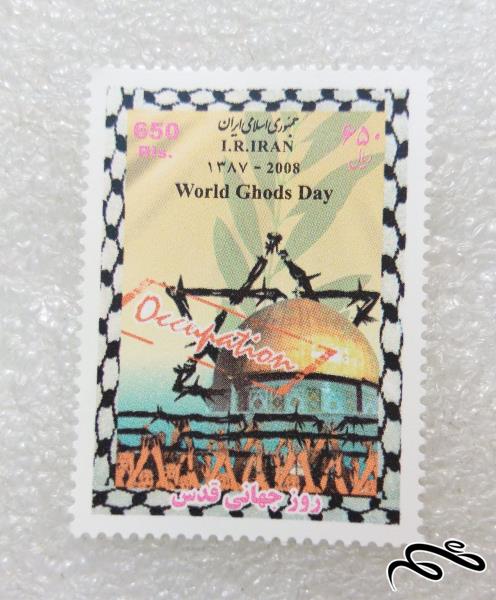 جمهوری اسلامی ایران
650 Rls. I.R.IRAN ۶۵۰ ریال
۱۳۸۷ - 2008
World Ghods Day
Occupation
روز جهانی قدس